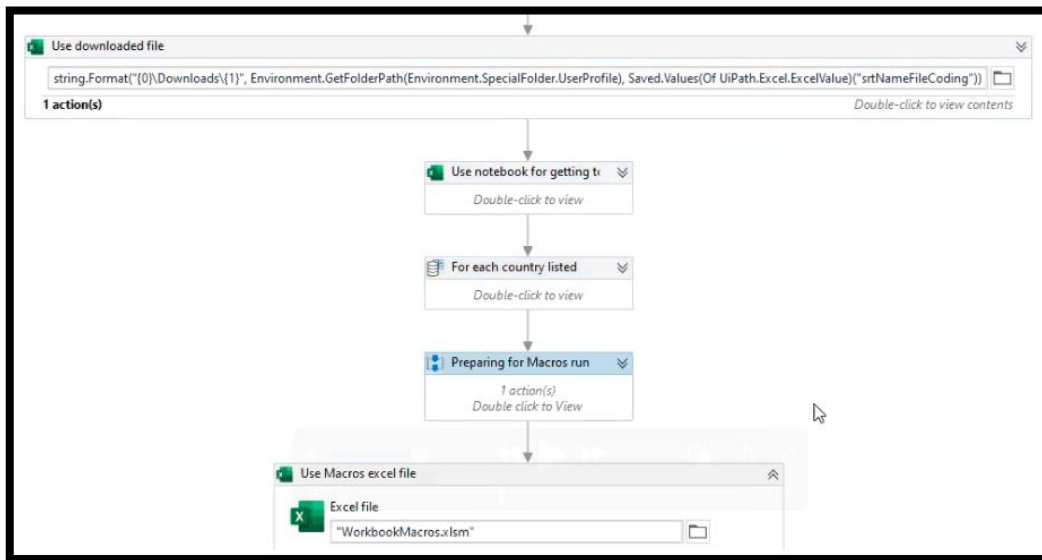 Use downloaded file
string.Format("{0}\Downloads\{1}", Environment.GetFolderPath(Environment.SpecialFolder.UserProfile), Saved.Values(Of UiPath.Excel.ExcelValue)("srtNameFileCoding"))
1 action(s) Double-click to view contents
Use notebook for getting t
Double-click to view
For each country listed
Double-click to view
Preparing for Macros run
1 action(s)
Double click to View
Use Macros excel file
Excel file
"WorkbookMacros.xlsm"